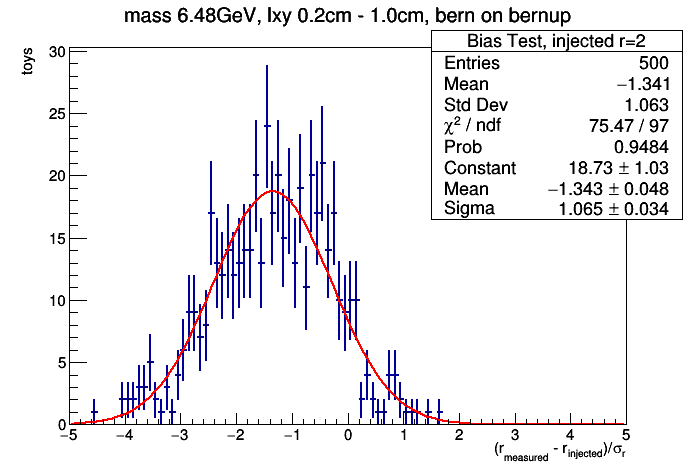 mass 6.48GeV, lxy 0.2cm - 1.0cm, bern on bernup
Bias Test, injected r=2
Entries 500
Mean −1.341
Std Dev 1.063
χ² / ndf 75.47 / 97
Prob 0.9484
Constant 18.73 ± 1.03
Mean −1.343 ± 0.048
Sigma 1.065 ± 0.034
toys
30
25
20
15
10
5
0
−5 −4 −3 −2 −1 0 1 2 3 4 5
(r_measured - r_injected)/σ_r